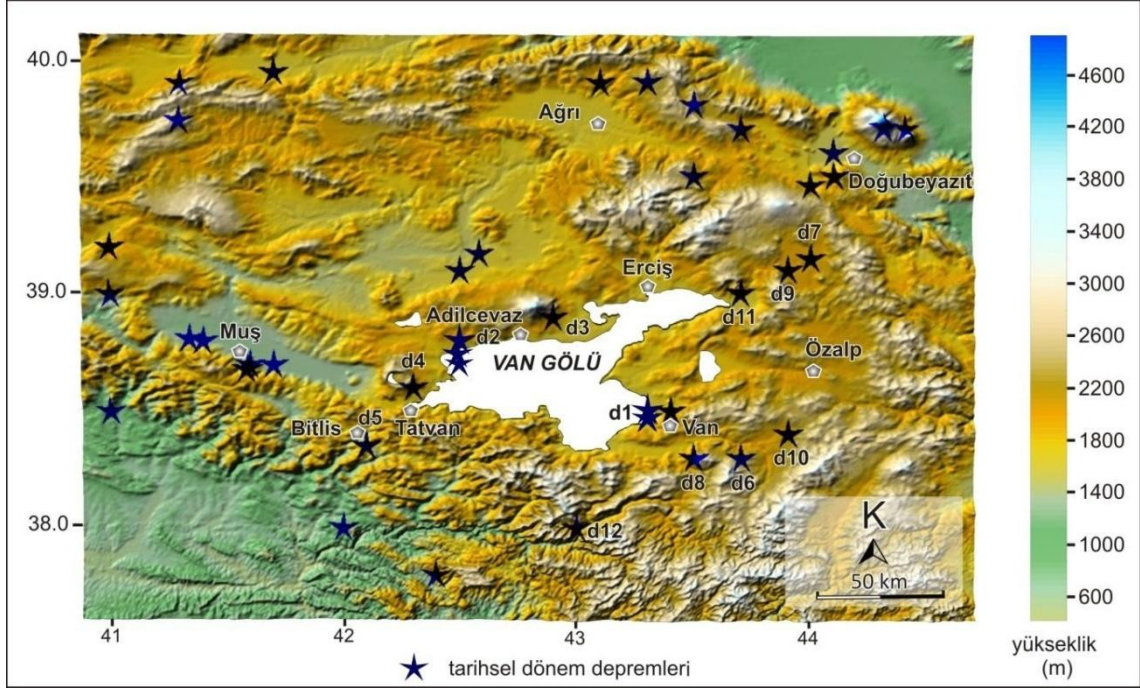 40.0
39.0
38.0
41
42
43
44
Ağrı
Doğubeyazıt
d7
Erciş
d9
d11
Adilcevaz
d2
d3
Muş
VAN GÖLÜ
Özalp
d4
d1
Van
d5
Bitlis
Tatvan
d10
d8
d6
d12
K
50 km
4600
4200
3800
3400
3000
2600
2200
1800
1400
1000
600
yükseklik
(m)
tarihsel dönem depremleri